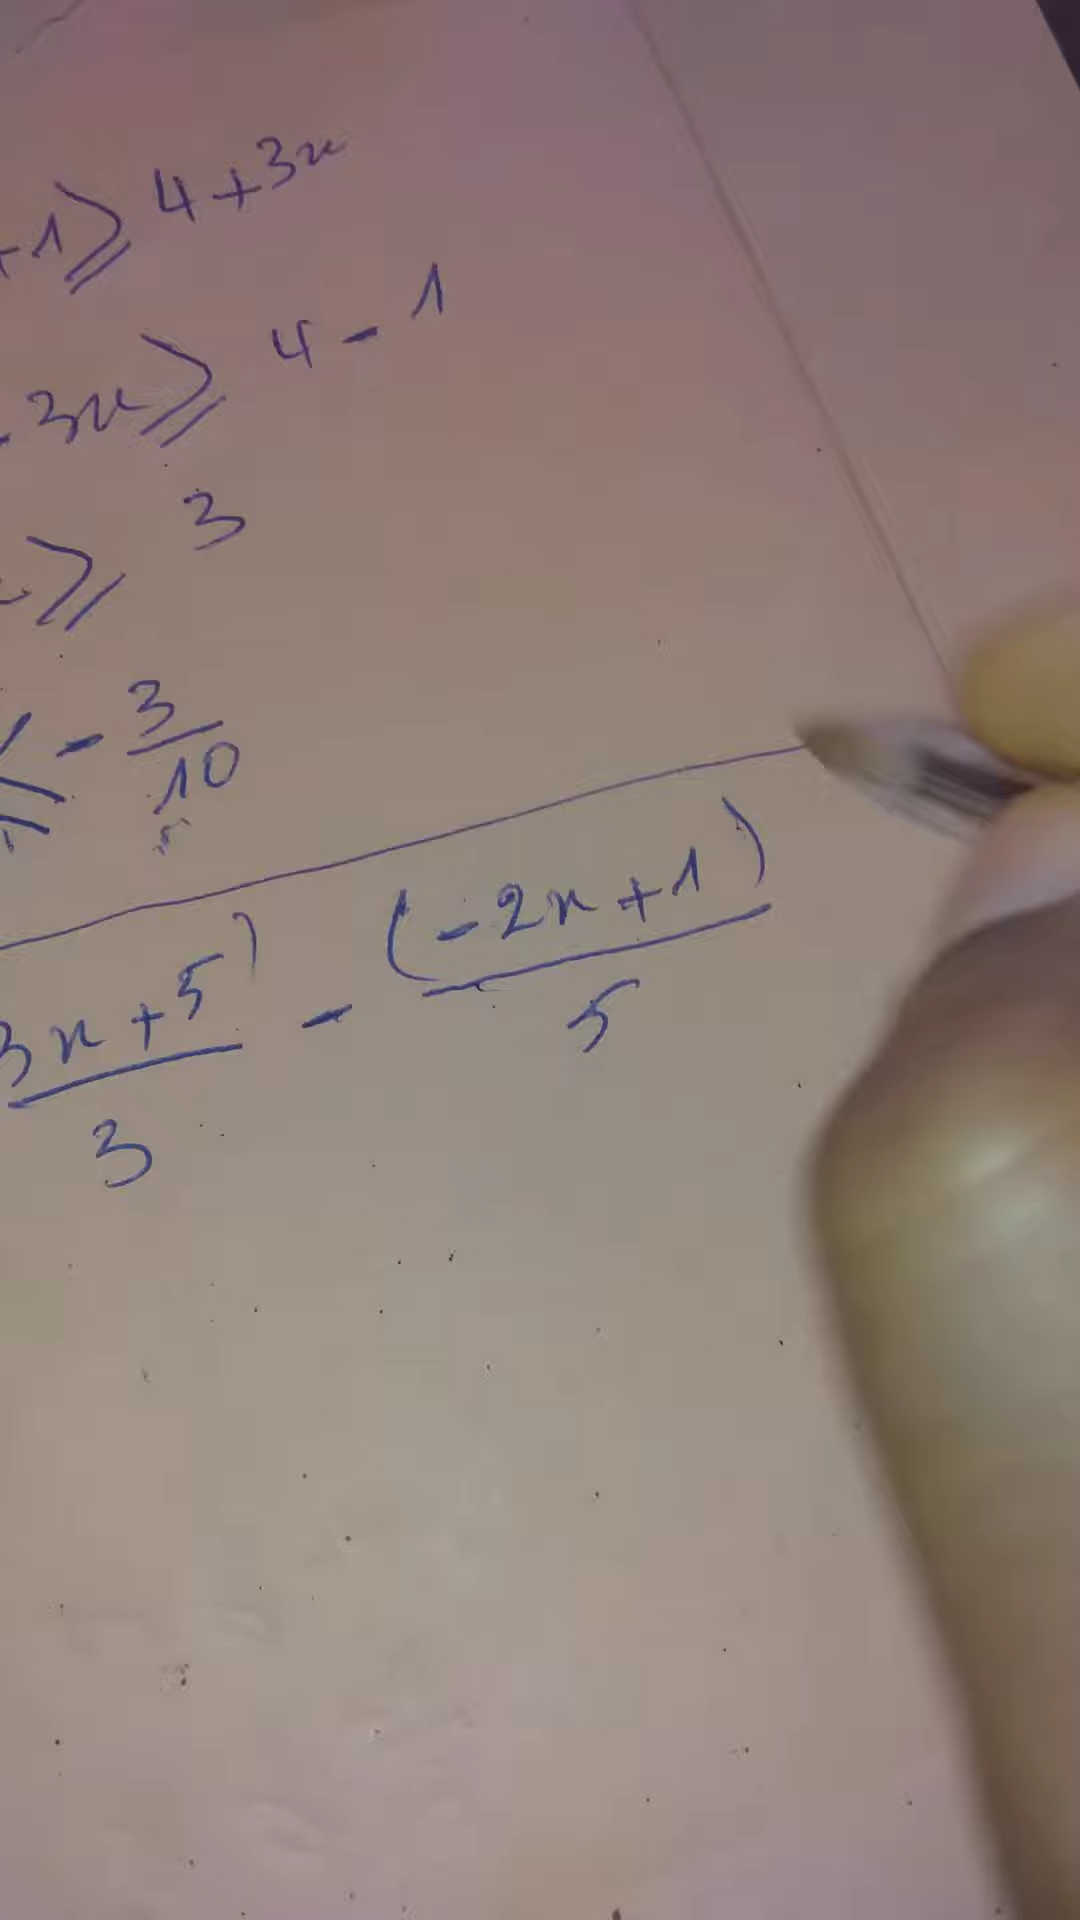 +1 ⩾ 4+3x
- 3x ⩾ 4 - 1
⩾ 3
⩽ - 3/10
3x + 5)/3 - (-2x + 1)/5